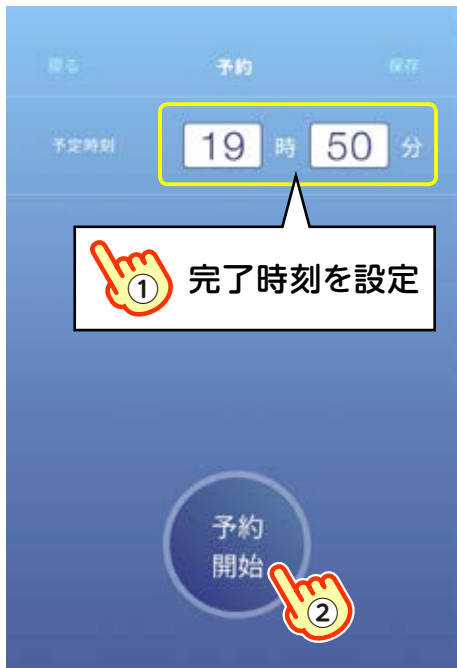 戻る 予約 保存
予定時刻 19 時 50 分
① 完了時刻を設定
予約
開始
②